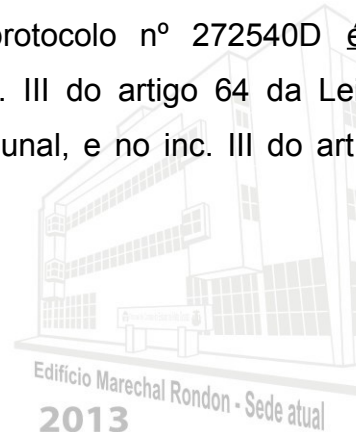 protocolo nº 272540D é
. III do artigo 64 da Le
unal, e no inc. III do art
Edifício Marechal Rondon - Sede atual
2013